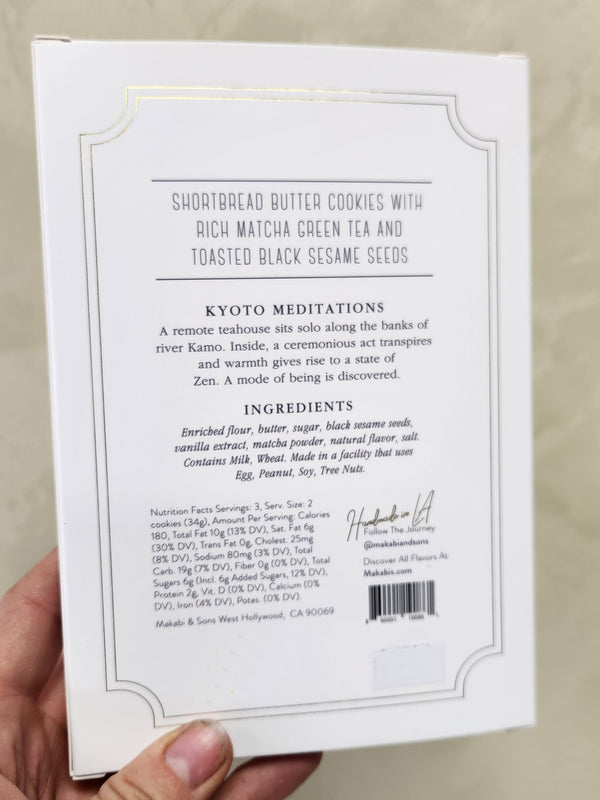 SHORTBREAD BUTTER COOKIES WITH
RICH MATCHA GREEN TEA AND
TOASTED BLACK SESAME SEEDS
KYOTO MEDITATIONS
A remote teahouse sits solo along the banks of
river Kamo. Inside, a ceremonious act transpires
and warmth gives rise to a state of
Zen. A mode of being is discovered.
INGREDIENTS
Enriched flour, butter, sugar, black sesame seeds,
vanilla extract, matcha powder, natural flavor, salt.
Contains Milk, Wheat. Made in a facility that uses
Egg, Peanut, Soy, Tree Nuts.
Nutrition Facts Servings: 3, Serv. Size: 2
cookies (34g), Amount Per Serving: Calories
180, Total Fat 10g (13% DV), Sat. Fat 6g
(30% DV), Trans Fat 0g, Cholest. 25mg
(8% DV), Sodium 80mg (3% DV), Total
Carb. 19g (7% DV), Fiber 0g (0% DV), Total
Sugars 6g (Incl. 6g Added Sugars, 12% DV),
Protein 2g, Vit. D (0% DV), Calcium (0%
DV), Iron (4% DV), Potas. (0% DV).
Makabi & Sons West Hollywood, CA 90069
Handmade in LA
Follow The Journey
@makabiandsons
Discover All Flavors At:
Makabis.com